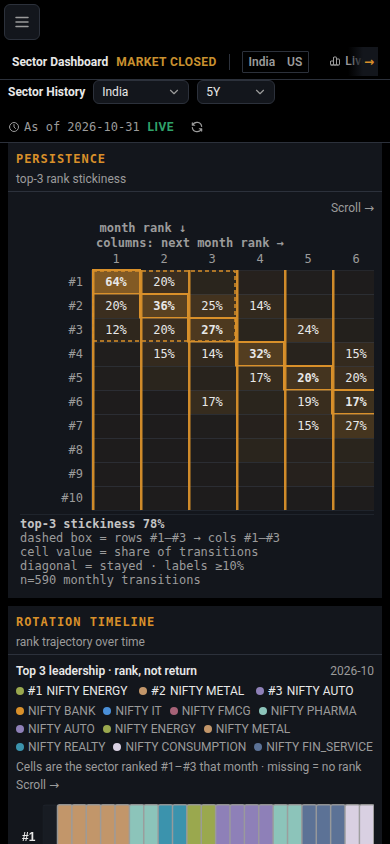 Sector Dashboard MARKET CLOSED India US Liv →
Sector History India 5Y
As of 2026-10-31 LIVE
PERSISTENCE
top-3 rank stickiness
Scroll →
month rank ↓
columns: next month rank →
1 2 3 4 5 6
#1 64% 20%
#2 20% 36% 25% 14%
#3 12% 20% 27% 24%
#4 15% 14% 32% 15%
#5 17% 20% 20%
#6 17% 19% 17%
#7 15% 27%
#8
#9
#10
top-3 stickiness 78%
dashed box = rows #1–#3 → cols #1–#3
cell value = share of transitions
diagonal = stayed · labels ≥10%
n=590 monthly transitions
ROTATION TIMELINE
rank trajectory over time
Top 3 leadership · rank, not return 2026-10
#1 NIFTY ENERGY #2 NIFTY METAL #3 NIFTY AUTO
NIFTY BANK NIFTY IT NIFTY FMCG NIFTY PHARMA
NIFTY AUTO NIFTY ENERGY NIFTY METAL
NIFTY REALTY NIFTY CONSUMPTION NIFTY FIN_SERVICE
Cells are the sector ranked #1–#3 that month · missing = no rank
Scroll →
#1